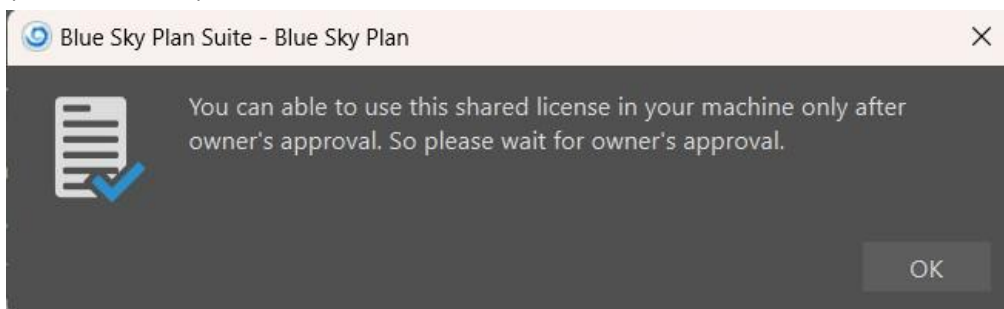 Blue Sky Plan Suite - Blue Sky Plan
You can able to use this shared license in your machine only after
owner's approval. So please wait for owner's approval.
OK